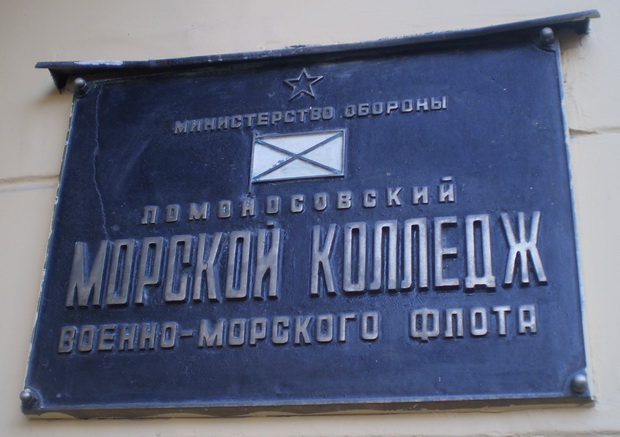 МИНИСТЕРСТВО ОБОРОНЫ
ЛОМОНОСОВСКИЙ
МОРСКОЙ КОЛЛЕДЖ
ВОЕННО-МОРСКОГО ФЛОТА